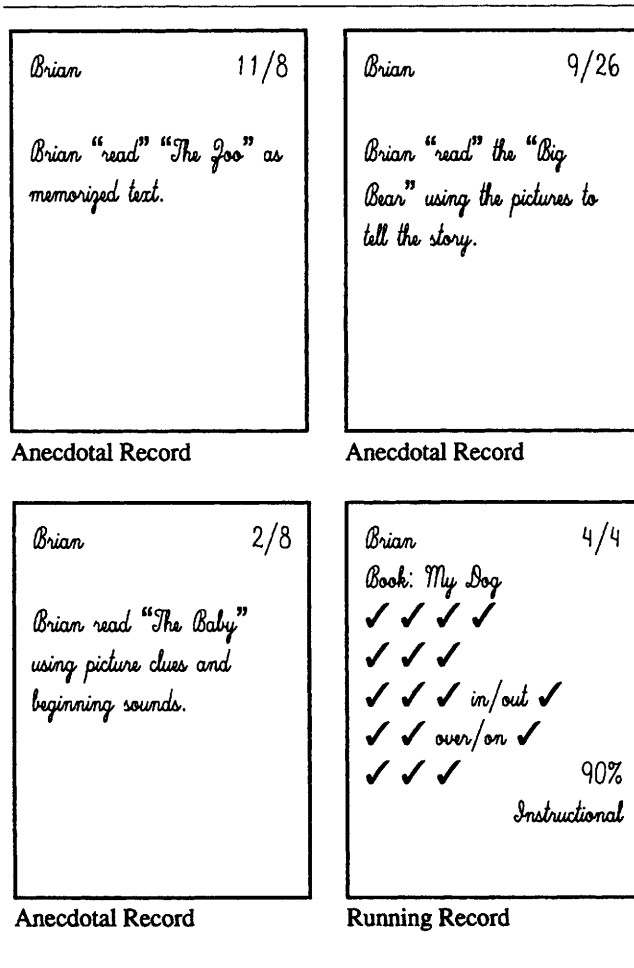 Brian 11/8
Brian “read” “The Zoo” as
memorized text.
Anecdotal Record
Brian 9/26
Brian “read” the “Big
Bear” using the pictures to
tell the story.
Anecdotal Record
Brian 2/8
Brian read “The Baby”
using picture clues and
beginning sounds.
Anecdotal Record
Brian 4/4
Book: My Dog
✓ ✓ ✓ ✓
✓ ✓ ✓
✓ ✓ ✓ in/out ✓
✓ ✓ over/on ✓
✓ ✓ ✓ 90%
Instructional
Running Record